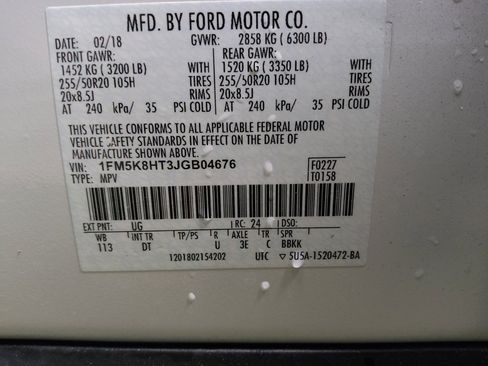 MFD. BY FORD MOTOR CO.
DATE: 02/18 GVWR: 2858 KG ( 6300 LB)
FRONT GAWR: REAR GAWR:
1452 KG ( 3200 LB) WITH 1520 KG ( 3350 LB) WITH
255/50R20 105H TIRES 255/50R20 105H TIRES
20x8.5J RIMS 20x8.5J RIMS
AT 240 kPa/ 35 PSI COLD AT 240 kPa/ 35 PSI COLD
THIS VEHICLE CONFORMS TO ALL APPLICABLE FEDERAL MOTOR
VEHICLE SAFETY STANDARDS IN EFFECT ON THE DATE OF
MANUFACTURE SHOWN ABOVE.
VIN: 1FM5K8HT3JGB04676 F0227
TYPE: MPV T0158
EXT PNT: UG RC: 24 DSO:
WB INT TR TP/PS R AXLE TR SPR
113 DT U 3E C BBKK
1201802154202 UTC ▽ 5U5A-1520472-BA